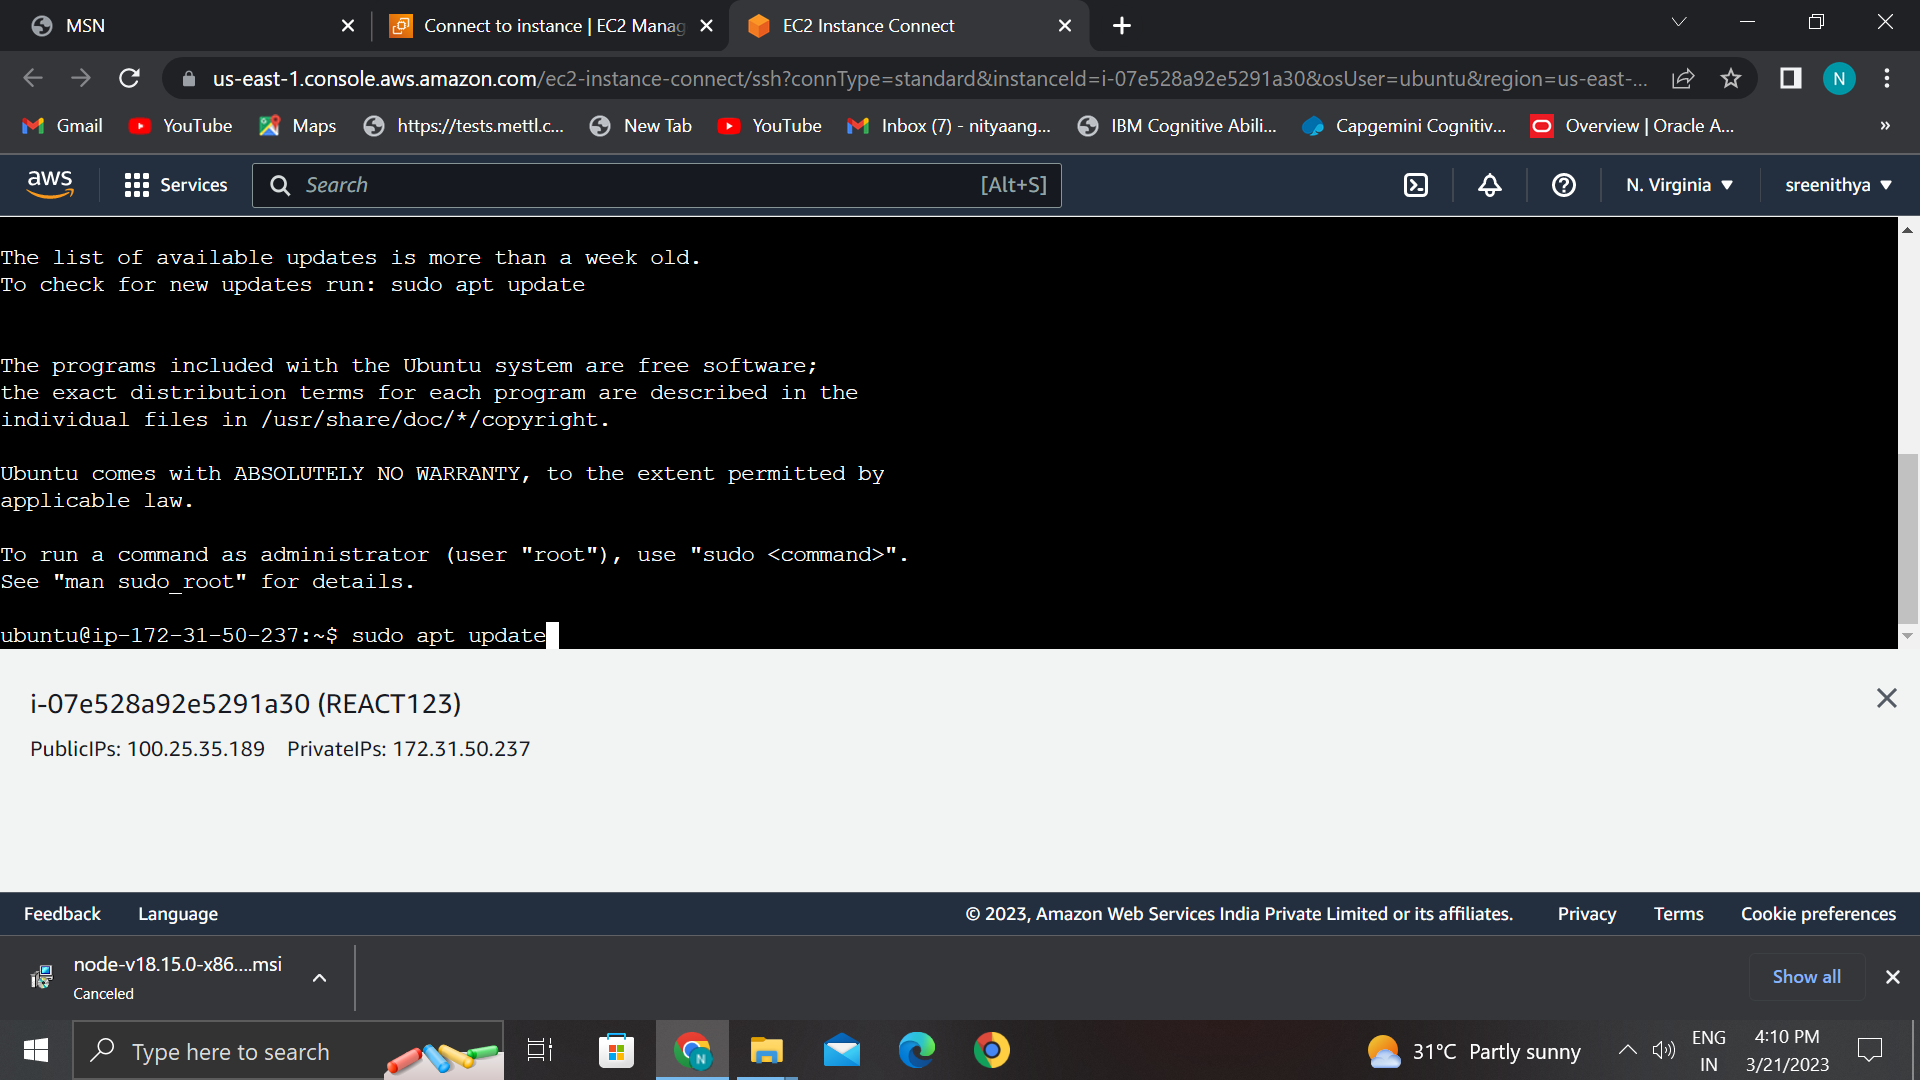 MSN
Connect to instance | EC2 Manag
EC2 Instance Connect
us-east-1.console.aws.amazon.com/ec2-instance-connect/ssh?connType=standard&instanceId=i-07e528a92e5291a30&osUser=ubuntu&region=us-east-...
N
Gmail
YouTube
Maps
https://tests.mettl.c...
New Tab
YouTube
Inbox (7) - nityaang...
IBM Cognitive Abili...
Capgemini Cognitiv...
Overview | Oracle A...
»
aws
Services
Search
[Alt+S]
N. Virginia
sreenithya
The list of available updates is more than a week old.
To check for new updates run: sudo apt update
The programs included with the Ubuntu system are free software;
the exact distribution terms for each program are described in the
individual files in /usr/share/doc/*/copyright.
Ubuntu comes with ABSOLUTELY NO WARRANTY, to the extent permitted by
applicable law.
To run a command as administrator (user "root"), use "sudo <command>".
See "man sudo_root" for details.
ubuntu@ip-172-31-50-237:~$ sudo apt update
i-07e528a92e5291a30 (REACT123)
PublicIPs: 100.25.35.189 PrivateIPs: 172.31.50.237
Feedback
Language
© 2023, Amazon Web Services India Private Limited or its affiliates.
Privacy
Terms
Cookie preferences
node-v18.15.0-x86....msi
Canceled
Show all
Type here to search
N
31°C Partly sunny
ENG
IN
4:10 PM
3/21/2023